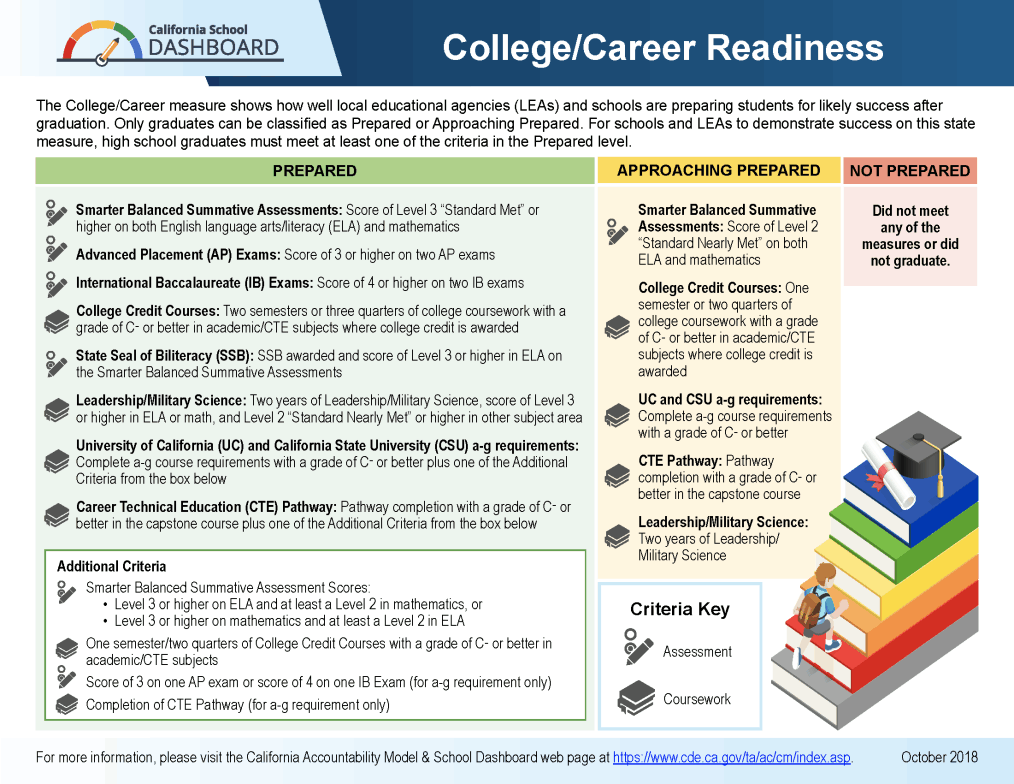 California School
DASHBOARD
College/Career Readiness
The College/Career measure shows how well local educational agencies (LEAs) and schools are preparing students for likely success after
graduation. Only graduates can be classified as Prepared or Approaching Prepared. For schools and LEAs to demonstrate success on this state
measure, high school graduates must meet at least one of the criteria in the Prepared level.
PREPARED
Smarter Balanced Summative Assessments: Score of Level 3 “Standard Met” or
higher on both English language arts/literacy (ELA) and mathematics
Advanced Placement (AP) Exams: Score of 3 or higher on two AP exams
International Baccalaureate (IB) Exams: Score of 4 or higher on two IB exams
College Credit Courses: Two semesters or three quarters of college coursework with a
grade of C- or better in academic/CTE subjects where college credit is awarded
State Seal of Biliteracy (SSB): SSB awarded and score of Level 3 or higher in ELA on
the Smarter Balanced Summative Assessments
Leadership/Military Science: Two years of Leadership/Military Science, score of Level 3
or higher in ELA or math, and Level 2 “Standard Nearly Met” or higher in other subject area
University of California (UC) and California State University (CSU) a-g requirements:
Complete a-g course requirements with a grade of C- or better plus one of the Additional
Criteria from the box below
Career Technical Education (CTE) Pathway: Pathway completion with a grade of C- or
better in the capstone course plus one of the Additional Criteria from the box below
Additional Criteria
Smarter Balanced Summative Assessment Scores:
• Level 3 or higher on ELA and at least a Level 2 in mathematics, or
• Level 3 or higher on mathematics and at least a Level 2 in ELA
One semester/two quarters of College Credit Courses with a grade of C- or better in
academic/CTE subjects
Score of 3 on one AP exam or score of 4 on one IB Exam (for a-g requirement only)
Completion of CTE Pathway (for a-g requirement only)
APPROACHING PREPARED
Smarter Balanced Summative
Assessments: Score of Level 2
“Standard Nearly Met” on both
ELA and mathematics
College Credit Courses: One
semester or two quarters of
college coursework with a grade
of C- or better in academic/CTE
subjects where college credit is
awarded
UC and CSU a-g requirements:
Complete a-g course requirements
with a grade of C- or better
CTE Pathway: Pathway
completion with a grade of C- or
better in the capstone course
Leadership/Military Science:
Two years of Leadership/
Military Science
NOT PREPARED
Did not meet
any of the
measures or did
not graduate.
Criteria Key
Assessment
Coursework
For more information, please visit the California Accountability Model & School Dashboard web page at https://www.cde.ca.gov/ta/ac/cm/index.asp.
October 2018